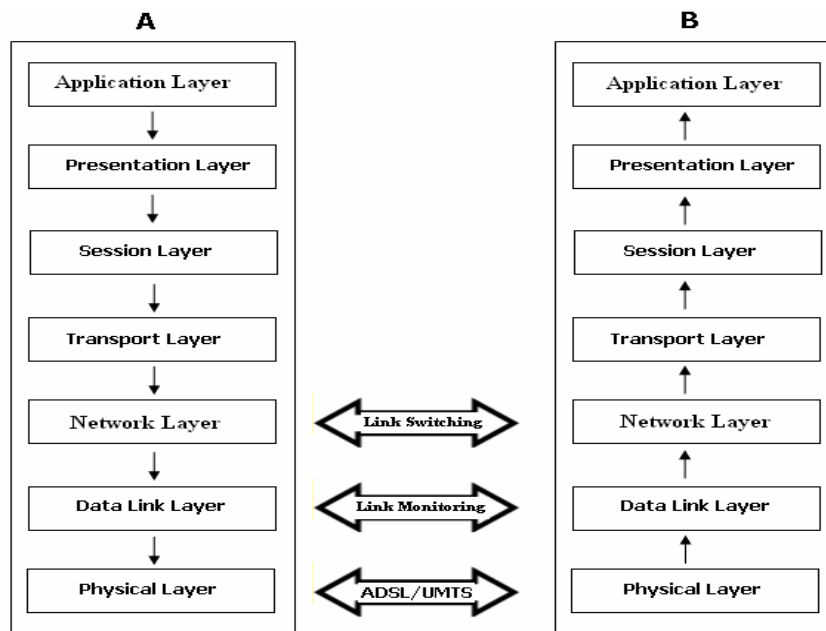 A
Application Layer
Presentation Layer
Session Layer
Transport Layer
Network Layer
Data Link Layer
Physical Layer
Link Switching
Link Monitoring
ADSL/UMTS
B
Application Layer
Presentation Layer
Session Layer
Transport Layer
Network Layer
Data Link Layer
Physical Layer